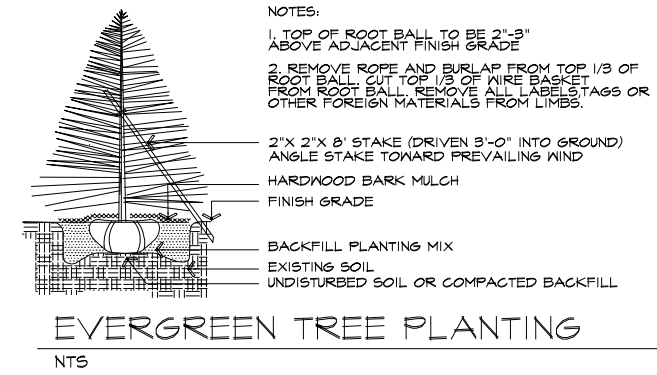 NOTES:
1. TOP OF ROOT BALL TO BE 2"-3"
ABOVE ADJACENT FINISH GRADE
2. REMOVE ROPE AND BURLAP FROM TOP 1/3 OF
ROOT BALL. CUT TOP 1/3 OF WIRE BASKET
FROM ROOT BALL. REMOVE ALL LABELS,TAGS OR
OTHER FOREIGN MATERIALS FROM LIMBS.
2"X 2"X 8' STAKE (DRIVEN 3'-0" INTO GROUND)
ANGLE STAKE TOWARD PREVAILING WIND
HARDWOOD BARK MULCH
FINISH GRADE
BACKFILL PLANTING MIX
EXISTING SOIL
UNDISTURBED SOIL OR COMPACTED BACKFILL
EVERGREEN TREE PLANTING
NTS